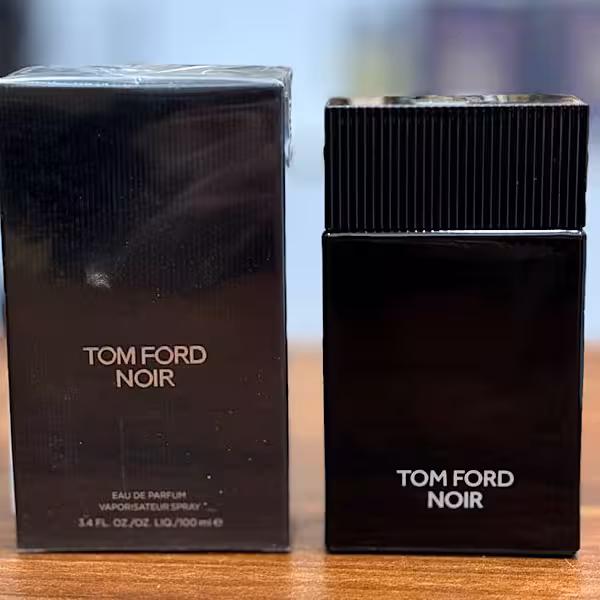 TOM FORD
NOIR
EAU DE PARFUM
VAPORISATEUR SPRAY
3.4 FL. OZ./OZ. LIQ./100 ml ℮
TOM FORD
NOIR